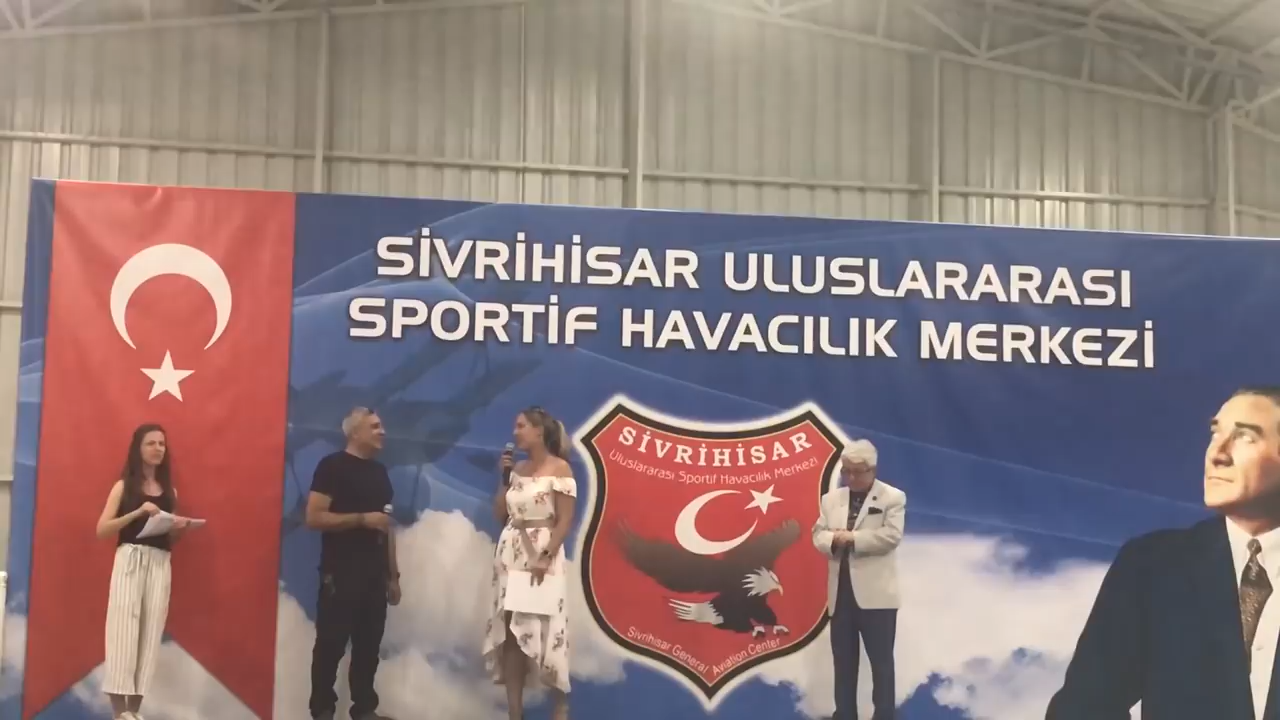 SİVRİHİSAR ULUSLARARASI
SPORTİF HAVACILIK MERKEZİ
SİVRİHİSAR
Uluslararası Sportif Havacılık Merkezi
Sivrihisar General Aviation Center